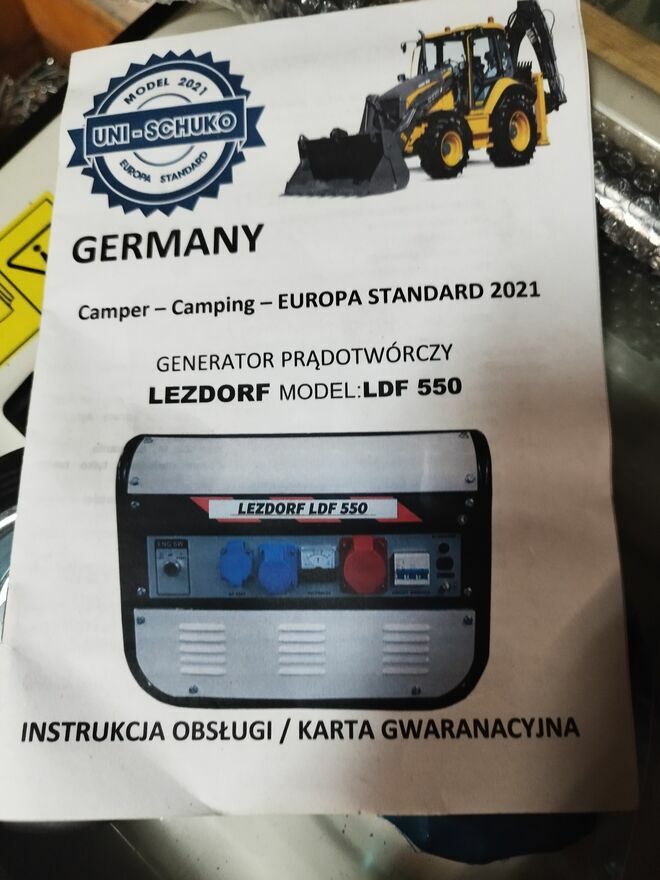 MODEL 2021
UNI - SCHUKO
EUROPA STANDARD
GERMANY
Camper – Camping – EUROPA STANDARD 2021
GENERATOR PRĄDOTWÓRCZY
LEZDORF MODEL:LDF 550
LEZDORF LDF 550
INSTRUKCJA OBSŁUGI / KARTA GWARANACYJNA